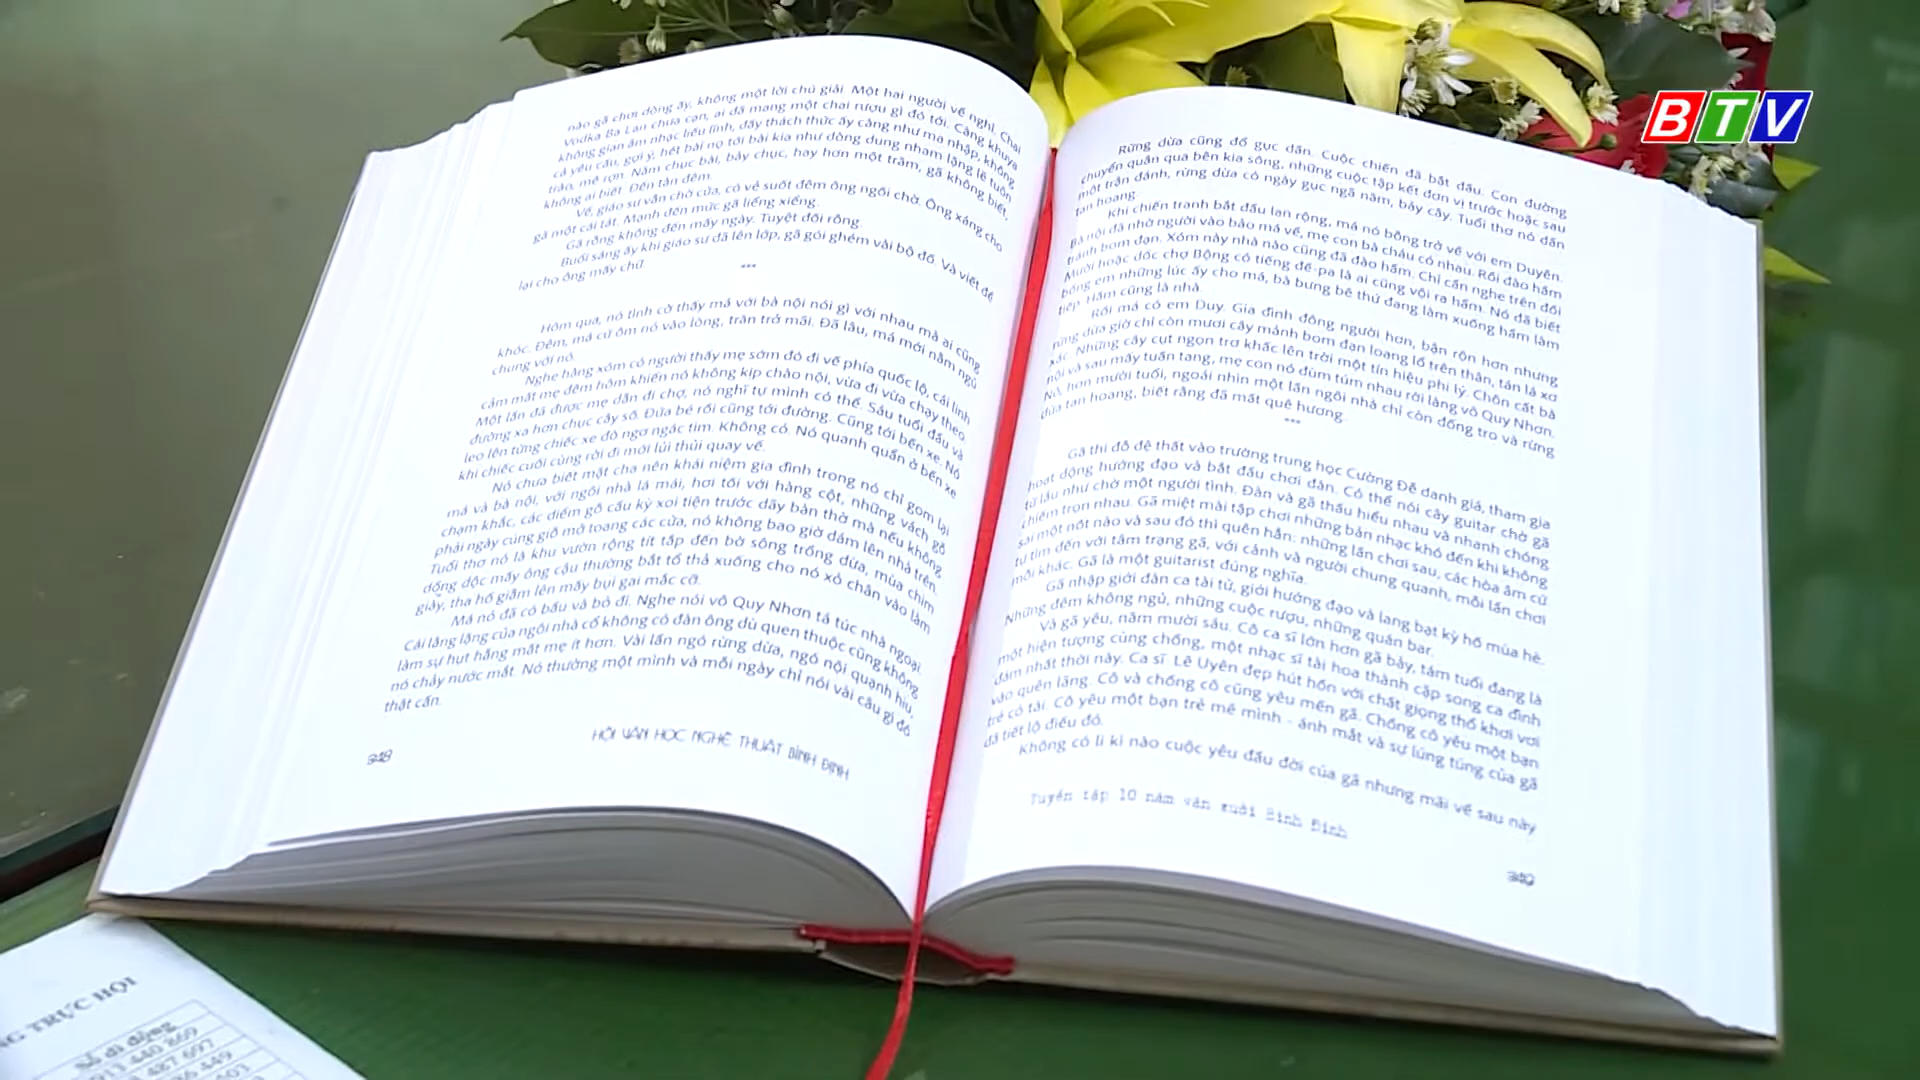 nào gã chơi dòng ấy, không một lời chú giải. Một hai người về nghỉ. Chai
Vodka Ba Lan chưa cạn, ai đã mang một chai rượu gì đó tới. Càng khuya
không gian âm nhạc liêu lĩnh, đầy thách thức ấy càng như ma nhập, không
cả yêu cầu, gợi ý, hết bài nọ tới bài kia như dòng dung nham lặng lẽ tuôn
trào, mê rợn. Năm chục bài, bảy chục, hay hơn một trăm, gã không biết,
không ai biết. Đến tàn đêm.
Về, giáo sư vẫn chờ cửa, có vẻ suốt đêm ông ngồi chờ. Ông xáng cho
gã một cái tát. Mạnh đến mức gã liểng xiểng.
Gã rỗng không đến mấy ngày. Tuyệt đối rỗng.
Buổi sáng ấy khi giáo sư đã lên lớp, gã gói ghém vài bộ đồ. Và viết để
lại cho ông mấy chữ.
***
Hôm qua, nó tình cờ thấy má với bà nội nói gì với nhau mà ai cũng
khóc. Đêm, má cứ ôm nó vào lòng, trăn trở mãi. Đã lâu, má mới nằm ngủ
chung với nó.
Nghe hàng xóm có người thấy mẹ sớm đó đi về phía quốc lộ, cái linh
cảm mất mẹ đêm hôm khiến nó không kịp chào nội, vừa đi vừa chạy theo.
Một lần đã được mẹ dẫn đi chợ, nó nghĩ tự mình có thể. Sáu tuổi đầu và
đường xa hơn chục cây số. Đứa bé rồi cũng tới đường. Cũng tới bến xe. Nó
leo lên từng chiếc xe đò ngơ ngác tìm. Không có. Nó quanh quẩn ở bến xe
khi chiếc cuối cùng rời đi mới lủi thủi quay về.
Nó chưa biết mặt cha nên khái niệm gia đình trong nó chỉ gom lại
má và bà nội, với ngôi nhà lá mái, hơi tối với hàng cột, những vách gỗ
chạm khắc, các diềm gỗ cầu kỳ xoi tiện trước dãy bàn thờ mà nếu không
phải ngày cúng giỗ mở toang các cửa, nó không bao giờ dám lên nhà trên.
Tuổi thơ nó là khu vườn rộng tít tắp đến bờ sông trồng dừa, mùa chim
dồng dộc mấy ông cậu thường bắt tổ thả xuống cho nó xỏ chân vào làm
giày, tha hồ giẫm lên mấy bụi gai mắc cỡ.
Má nó đã có bầu và bỏ đi. Nghe nói vô Quy Nhơn tá túc nhà ngoại.
Cái lẳng lặng của ngôi nhà cổ không có đàn ông dù quen thuộc cũng không
làm sự hụt hẫng mất mẹ ít hơn. Vài lần ngó rừng dừa, ngó nội quạnh hiu,
nó chảy nước mắt. Nó thường một mình và mỗi ngày chỉ nói vài câu gì đó
thật cần.
HỘI VĂN HỌC NGHỆ THUẬT BÌNH ĐỊNH
348
Rừng dừa cũng đổ gục dần. Cuộc chiến đã bắt đầu. Con đường
chuyển quân qua bên kia sông, những cuộc tập kết đơn vị trước hoặc sau
một trận đánh, rừng dừa có ngày gục ngã năm, bảy cây. Tuổi thơ nó dần
tan hoang.
Khi chiến tranh bắt đầu lan rộng, má nó bồng trở về với em Duyên.
Bà nội đã nhờ người vào bảo má về, mẹ con bà cháu có nhau. Rồi đào hầm
tránh bom đạn. Xóm này nhà nào cũng đã đào hầm. Chỉ cần nghe trên đồi
Mười hoặc dốc chợ Bộng có tiếng đề-pa là ai cũng vội ra hầm. Nó đã biết
bồng em những lúc ấy cho má, bà bưng bê thứ đang làm xuống hầm làm
tiếp. Hầm cũng là nhà.
Rồi má có em Duy. Gia đình đông người hơn, bận rộn hơn nhưng
rừng dừa giờ chỉ còn mươi cây mảnh bom đạn loang lổ trên thân, tán lá xơ
xác. Những cây cụt ngọn trơ khấc lên trời một tín hiệu phi lý. Chôn cất bà
nội và sau mấy tuần tang, mẹ con nó đùm túm nhau rời làng vô Quy Nhơn.
Nó, hơn mười tuổi, ngoái nhìn một lần ngôi nhà chỉ còn đống tro và rừng
dừa tan hoang, biết rằng đã mất quê hương.
***
Gã thi đỗ đệ thất vào trường trung học Cường Đễ danh giá, tham gia
hoạt động hướng đạo và bắt đầu chơi đàn. Có thể nói cây guitar chờ gã
từ lâu như chờ một người tình. Đàn và gã thấu hiểu nhau và nhanh chóng
chiếm trọn nhau. Gã miệt mài tập chơi những bản nhạc khó đến khi không
sai một nốt nào và sau đó thì quên hẳn: những lần chơi sau, các hòa âm cứ
tự tìm đến với tâm trạng gã, với cảnh và người chung quanh, mỗi lần chơi
mỗi khác. Gã là một guitarist đúng nghĩa.
Gã nhập giới đàn ca tài tử, giới hướng đạo và lang bạt kỳ hồ mùa hè.
Những đêm không ngủ, những cuộc rượu, những quán bar.
Và gã yêu, năm mười sáu. Cô ca sĩ lớn hơn gã bảy, tám tuổi đang là
một hiện tượng cùng chồng, một nhạc sĩ tài hoa thành cặp song ca đình
đám nhất thời này. Ca sĩ Lê Uyên đẹp hút hồn với chất giọng thổ khơi vơi
vào quên lãng. Cô và chồng cô cũng yêu mến gã. Chồng cô yêu một bạn
trẻ có tài. Cô yêu một bạn trẻ mê mình - ánh mắt và sự lúng túng của gã
đã tiết lộ điều đó.
Không có li kì nào cuộc yêu đầu đời của gã nhưng mãi về sau này
Tuyển tập 10 năm văn xuôi Bình Định
349
BTV
NG TRỰC HỘI
Số di động
913 440 869
487 697
449
403